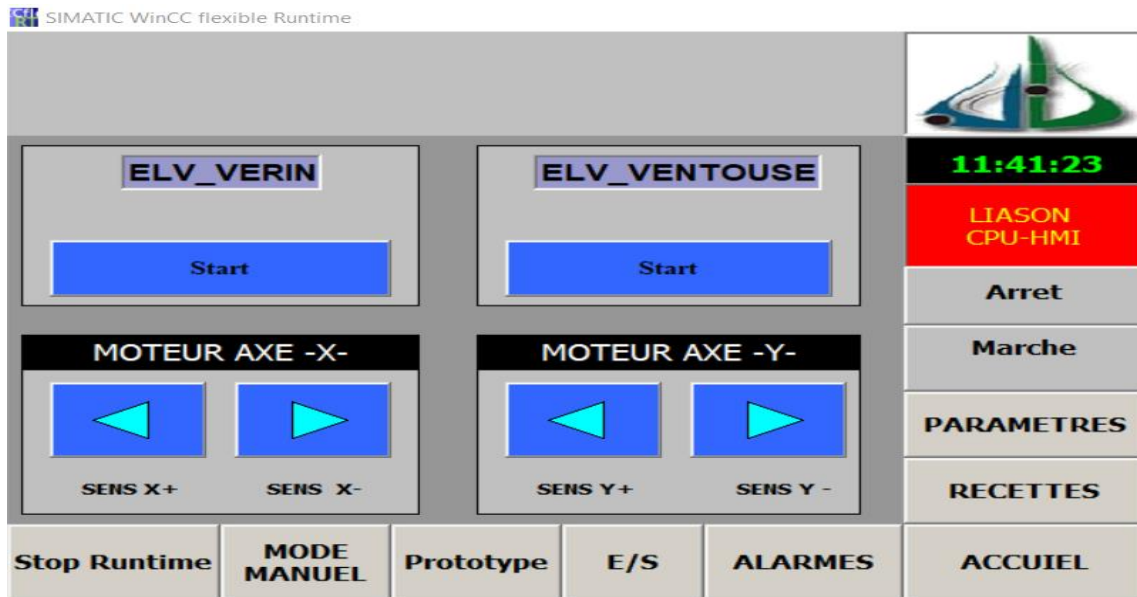 SIMATIC WinCC flexible Runtime
ELV_VERIN
ELV_VENTOUSE
11:41:23
LIASON
CPU-HMI
Start
Start
Arret
MOTEUR AXE -X-
MOTEUR AXE -Y-
Marche
PARAMETRES
SENS X+
SENS X-
SENS Y+
SENS Y -
RECETTES
Stop Runtime
MODE
MANUEL
Prototype
E/S
ALARMES
ACCUIEL